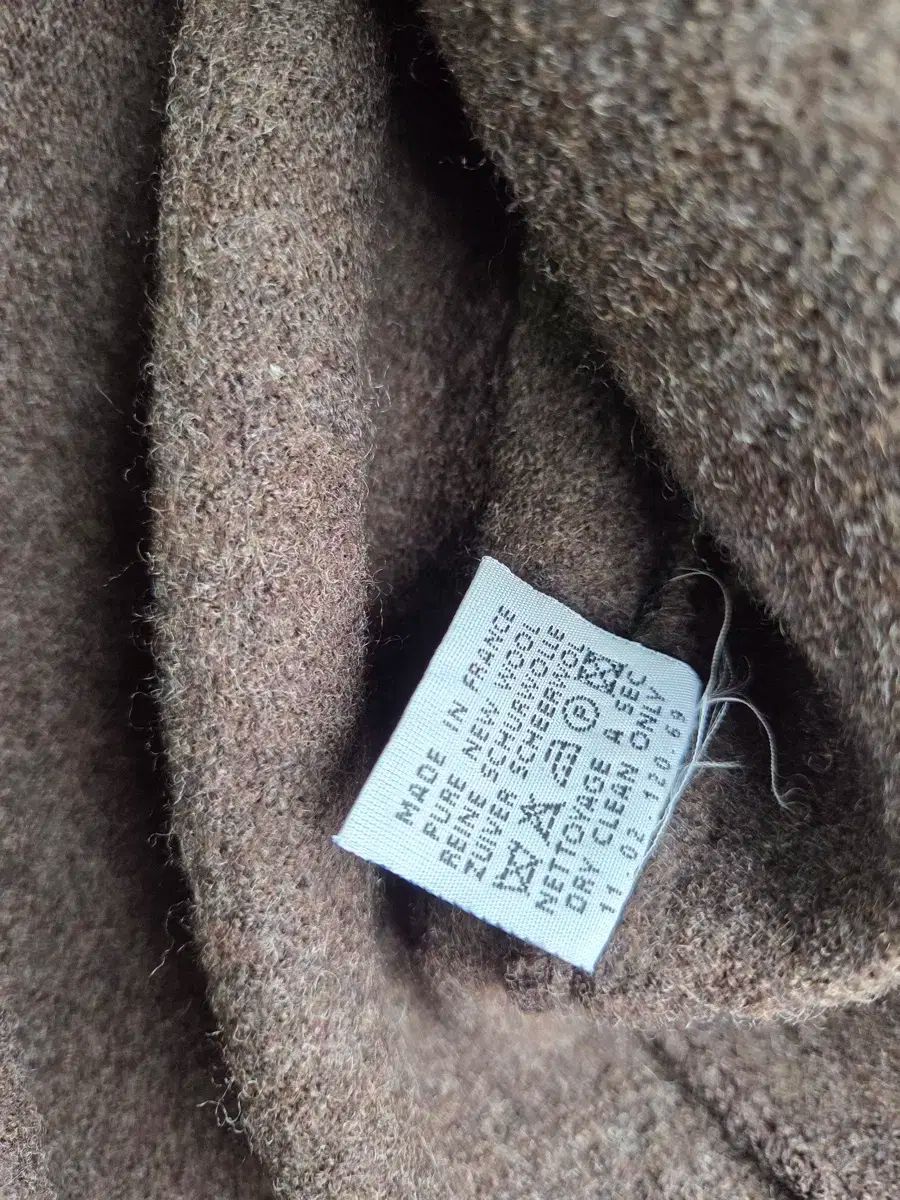 MADE IN FRANCE
PURE NEW WOOL
REINE SCHURWOLLE
ZUIVER SCHEERWOL
NETTOYAGE A SEC
DRY CLEAN ONLY
11.02.120.69